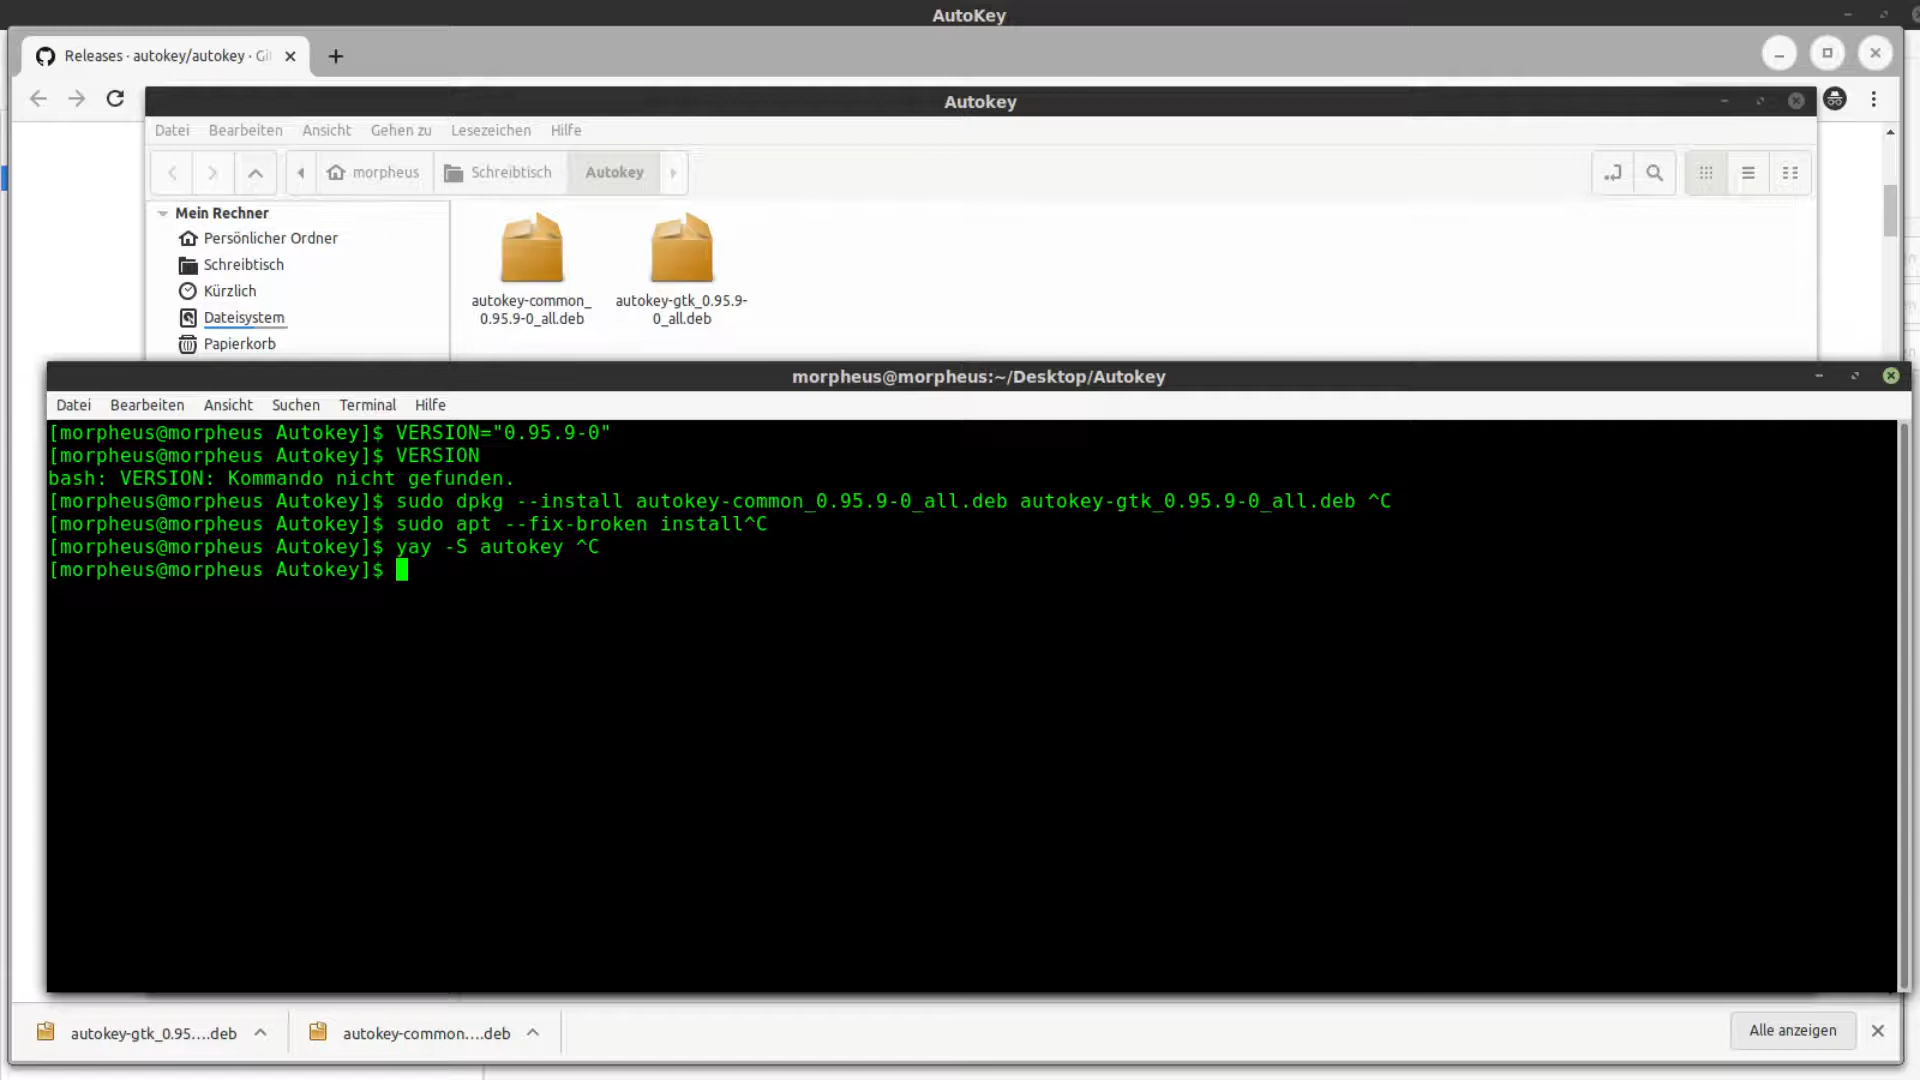 AutoKey
Releases · autokey/autokey · Gi
Autokey
Datei Bearbeiten Ansicht Gehen zu Lesezeichen Hilfe
morpheus Schreibtisch Autokey
Mein Rechner
Persönlicher Ordner
Schreibtisch
Kürzlich
Dateisystem
Papierkorb
autokey-common_
0.95.9-0_all.deb
autokey-gtk_0.95.9-
0_all.deb
morpheus@morpheus:~/Desktop/Autokey
Datei Bearbeiten Ansicht Suchen Terminal Hilfe
[morpheus@morpheus Autokey]$ VERSION="0.95.9-0"
[morpheus@morpheus Autokey]$ VERSION
bash: VERSION: Kommando nicht gefunden.
[morpheus@morpheus Autokey]$ sudo dpkg --install autokey-common_0.95.9-0_all.deb autokey-gtk_0.95.9-0_all.deb ^C
[morpheus@morpheus Autokey]$ sudo apt --fix-broken install^C
[morpheus@morpheus Autokey]$ yay -S autokey ^C
[morpheus@morpheus Autokey]$
autokey-gtk_0.95....deb
autokey-common....deb
Alle anzeigen